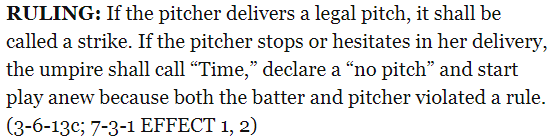 RULING: If the pitcher delivers a legal pitch, it shall be
called a strike. If the pitcher stops or hesitates in her delivery,
the umpire shall call “Time,” declare a “no pitch” and start
play anew because both the batter and pitcher violated a rule.
(3-6-13c; 7-3-1 EFFECT 1, 2)